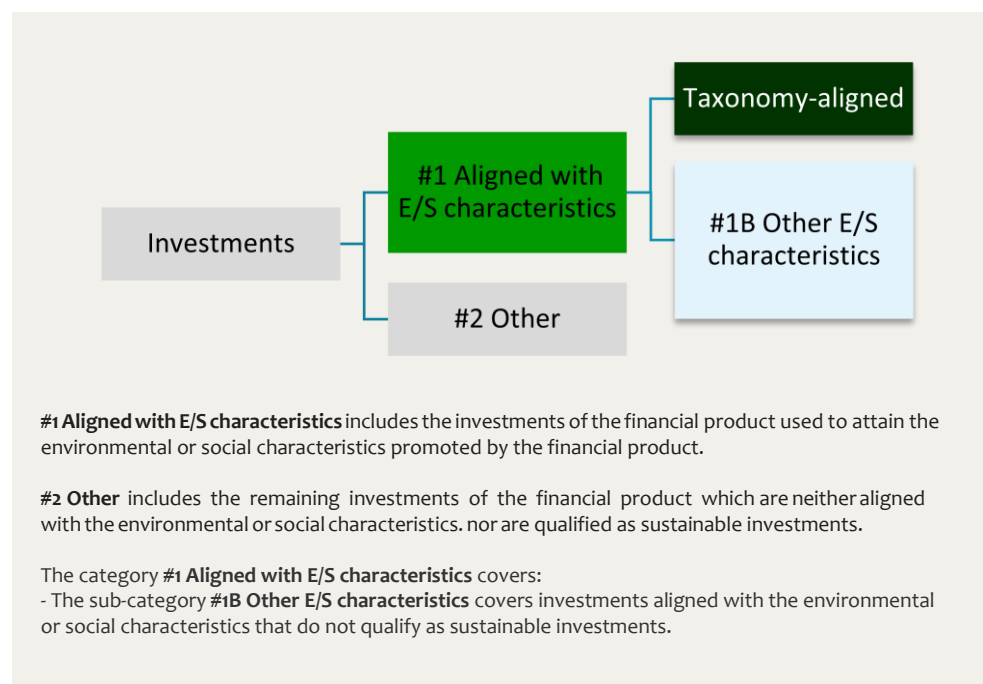 Taxonomy-aligned
#1 Aligned with
E/S characteristics
#1B Other E/S
characteristics
Investments
#2 Other
#1 Aligned with E/S characteristics includes the investments of the financial product used to attain the
environmental or social characteristics promoted by the financial product.
#2 Other includes the remaining investments of the financial product which are neither aligned
with the environmental or social characteristics. nor are qualified as sustainable investments.
The category #1 Aligned with E/S characteristics covers:
- The sub-category #1B Other E/S characteristics covers investments aligned with the environmental
or social characteristics that do not qualify as sustainable investments.